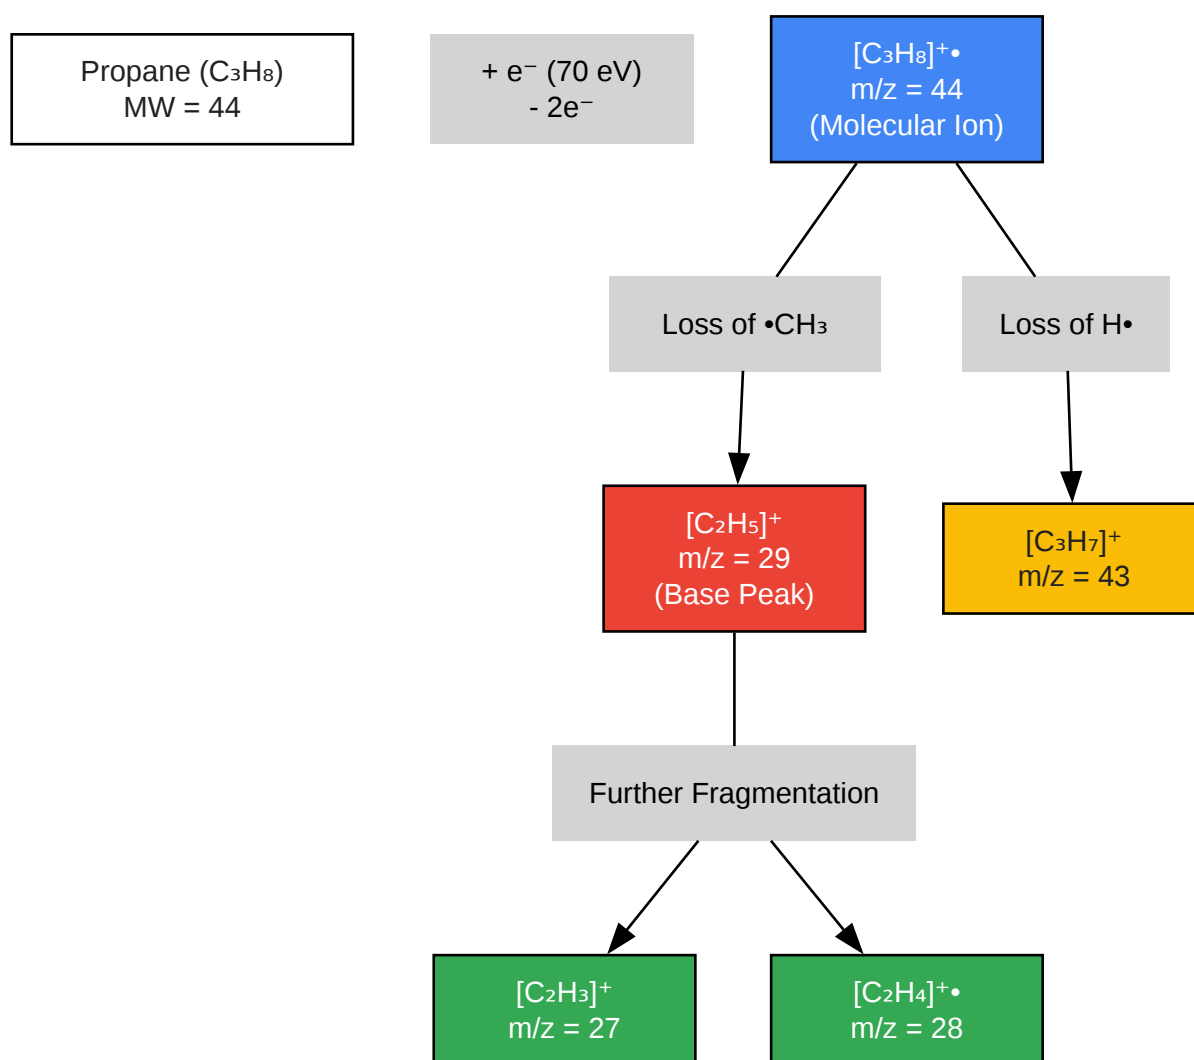 Propane (C₃H₈)
MW = 44
+ e⁻ (70 eV)
- 2e⁻
[C₃H₈]⁺•
m/z = 44
(Molecular Ion)
Loss of •CH₃
Loss of H•
[C₂H₅]⁺
m/z = 29
(Base Peak)
[C₃H₇]⁺
m/z = 43
Further Fragmentation
[C₂H₃]⁺
m/z = 27
[C₂H₄]⁺•
m/z = 28